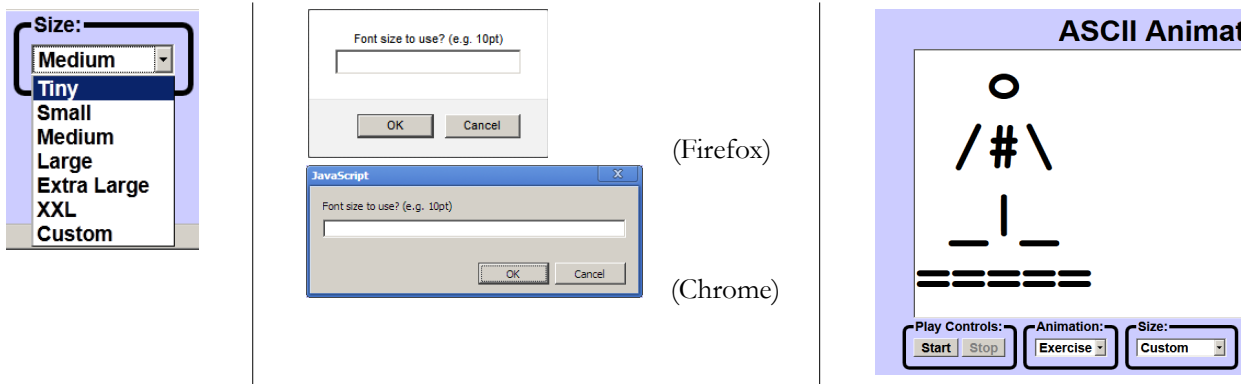 Size:
Medium
Tiny
Small
Medium
Large
Extra Large
XXL
Custom
Font size to use? (e.g. 10pt)
OK Cancel
(Firefox)
JavaScript X
Font size to use? (e.g. 10pt)
OK Cancel
(Chrome)
ASCII Animat
O
/#\
_|_
=====
Play Controls: Animation: Size:
Start Stop Exercise Custom